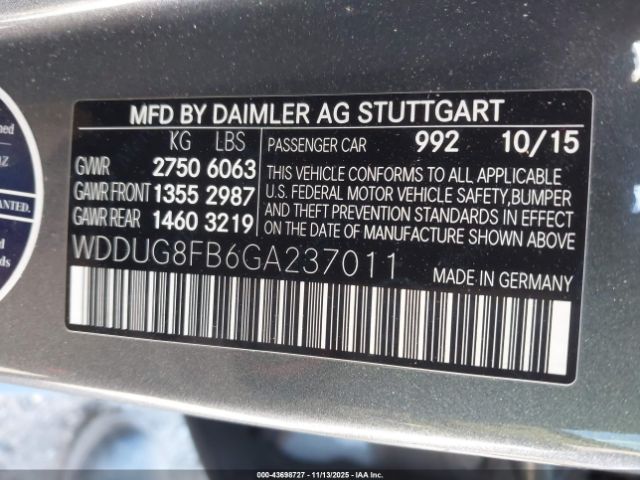 MFD BY DAIMLER AG STUTTGART
KG LBS
GVWR 2750 6063
GAWR FRONT 1355 2987
GAWR REAR 1460 3219
PASSENGER CAR 992 10/15
THIS VEHICLE CONFORMS TO ALL APPLICABLE
U.S. FEDERAL MOTOR VEHICLE SAFETY,BUMPER
AND THEFT PREVENTION STANDARDS IN EFFECT
ON THE DATE OF MANUFACTURE SHOWN ABOVE.
WDDUG8FB6GA237011
MADE IN GERMANY
© IAA - 43698727 - 11/13/2025 - IAAI.COM